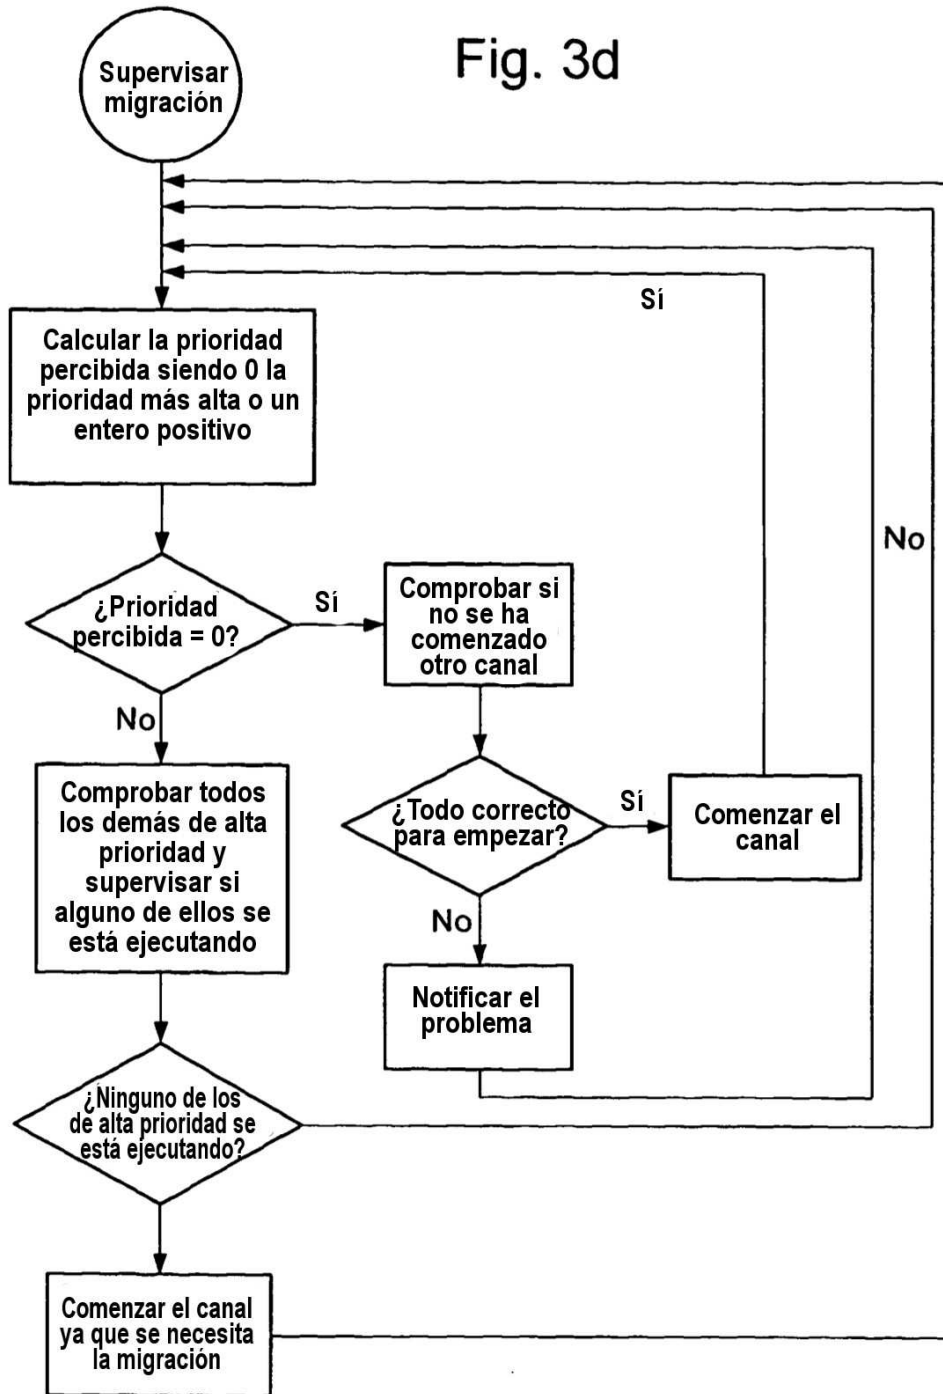 Fig. 3d
Supervisar
migración
Sí
Calcular la prioridad
percibida siendo 0 la
prioridad más alta o un
entero positivo
No
¿Prioridad
percibida = 0?
Sí
Comprobar si
no se ha
comenzado
otro canal
No
Comprobar todos
los demás de alta
prioridad y
supervisar si
alguno de ellos se
está ejecutando
¿Todo correcto
para empezar?
Sí
Comenzar el
canal
No
Notificar el
problema
¿Ninguno de los
de alta prioridad se
está ejecutando?
Comenzar el canal
ya que se necesita
la migración